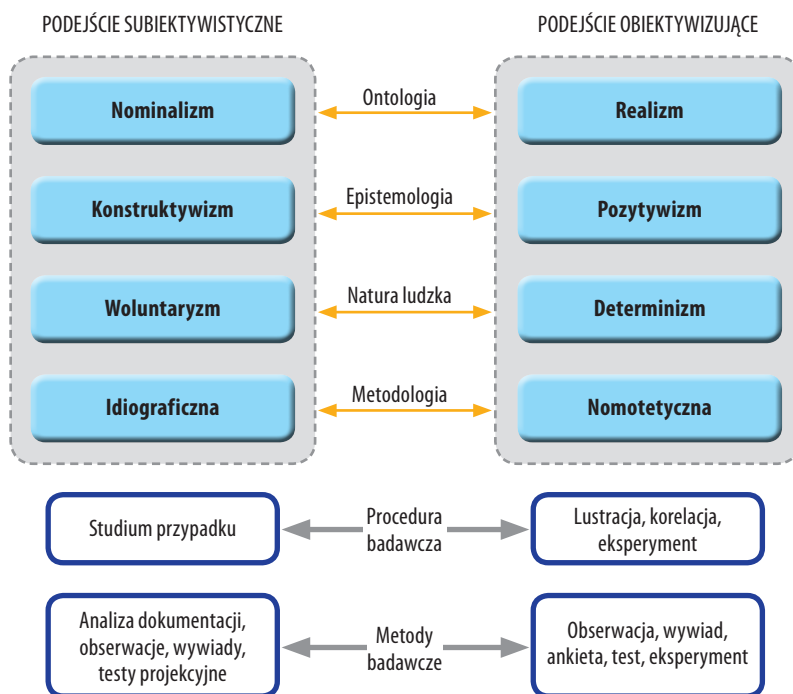 PODEJŚCIE SUBIEKTYWISTYCZNE
PODEJŚCIE OBIEKTYWIZUJĄCE
Nominalizm
Ontologia
Realizm
Konstruktywizm
Epistemologia
Pozytywizm
Woluntaryzm
Natura ludzka
Determinizm
Idiograficzna
Metodologia
Nomotetyczna
Studium przypadku
Procedura
badawcza
Lustracja, korelacja,
eksperyment
Analiza dokumentacji,
obserwacje, wywiady,
testy projekcyjne
Metody
badawcze
Obserwacja, wywiad,
ankieta, test, eksperyment